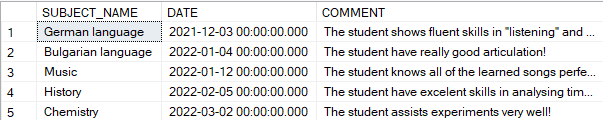 SUBJECT_NAME DATE COMMENT
1 German language 2021-12-03 00:00:00.000 The student shows fluent skills in "listening" and ...
2 Bulgarian language 2022-01-04 00:00:00.000 The student have really good articulation!
3 Music 2022-01-12 00:00:00.000 The student knows all of the learned songs perfe...
4 History 2022-02-05 00:00:00.000 The student have excelent skills in analysing tim...
5 Chemistry 2022-03-02 00:00:00.000 The student assists experiments very well!